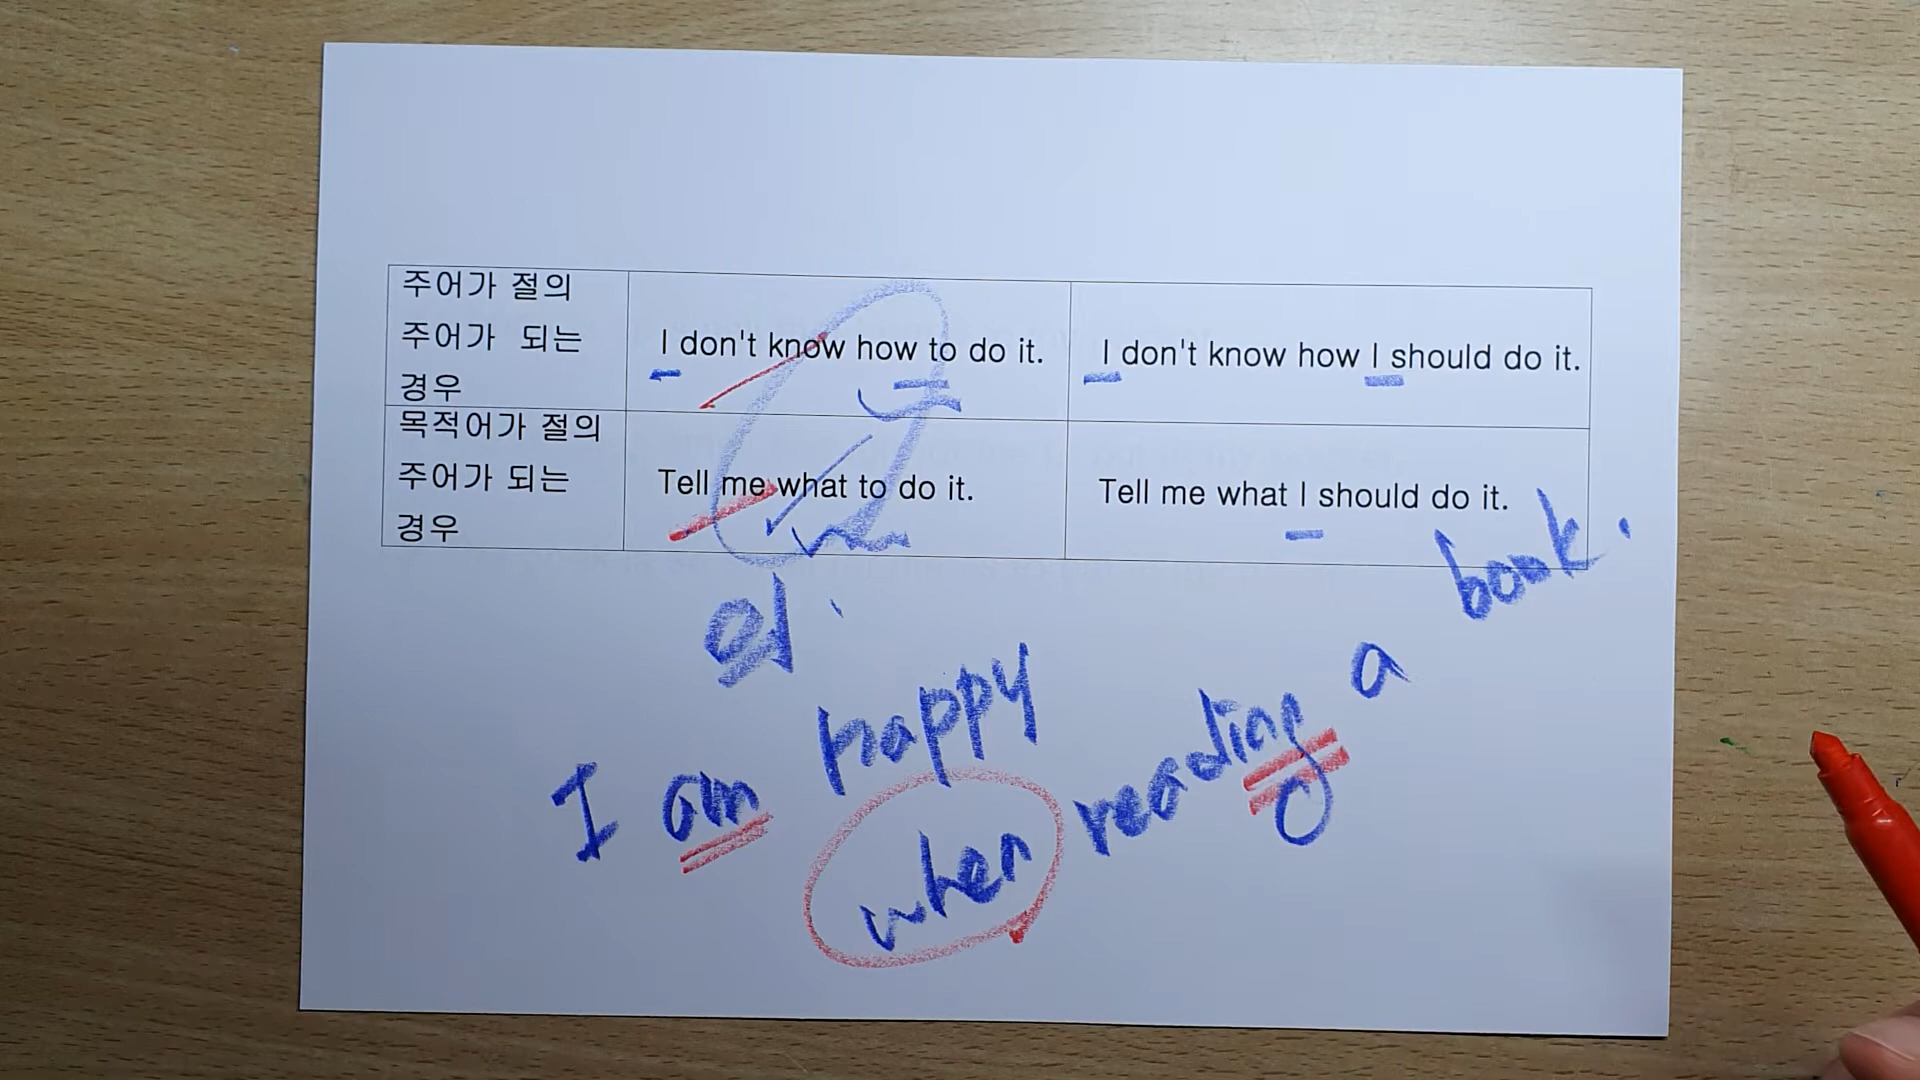 주어가 절의
주어가 되는
경우
I don't know how to do it.
I don't know how I should do it.
목적어가 절의
주어가 되는
경우
Tell me what to do it.
Tell me what I should do it.
의
I am happy when reading a book.